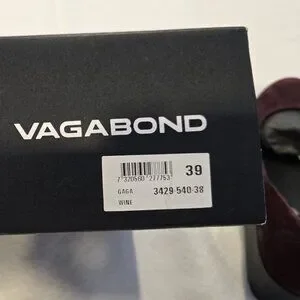 VAGABOND
39
7 320560 277753
GAGA 3429-540-38
WINE